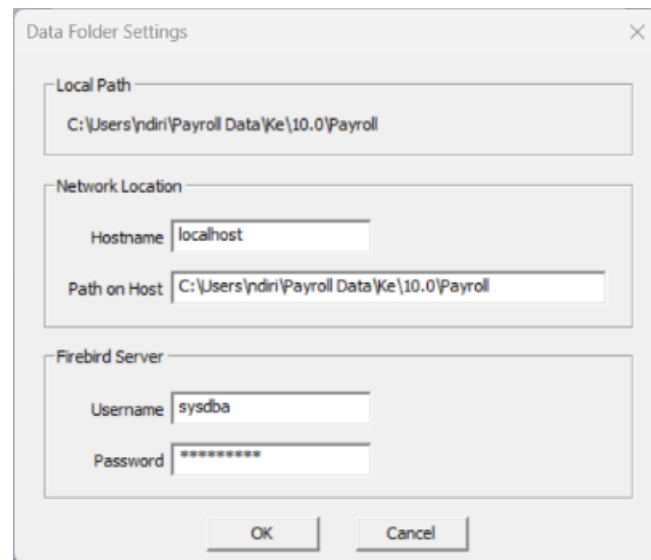 Data Folder Settings
Local Path
C:\Users\ndiri\Payroll Data\Ke\10.0\Payroll
Network Location
Hostname localhost
Path on Host C:\Users\ndiri\Payroll Data\Ke\10.0\Payroll
Firebird Server
Username sysdba
Password *********
OK Cancel